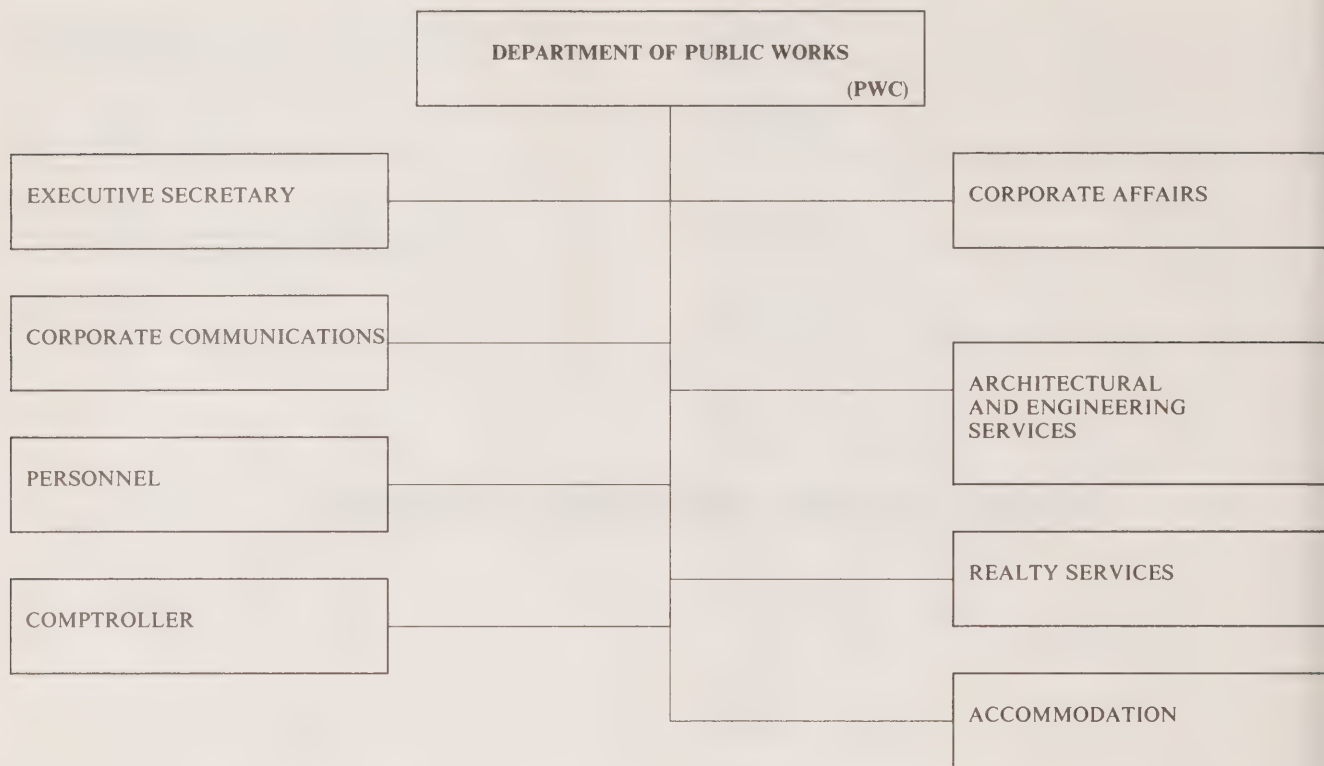 DEPARTMENT OF PUBLIC WORKS
(PWC)
EXECUTIVE SECRETARY
CORPORATE COMMUNICATIONS
PERSONNEL
COMPTROLLER
CORPORATE AFFAIRS
ARCHITECTURAL
AND ENGINEERING
SERVICES
REALTY SERVICES
ACCOMMODATION